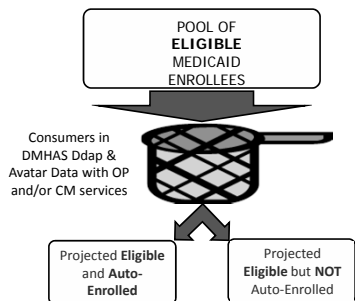 POOL OF
ELIGIBLE
MEDICAID
ENROLLEES
Consumers in
DMHAS Ddap &
Avatar Data with OP
and/or CM services
Projected Eligible
and Auto-
Enrolled
Projected
Eligible but NOT
Auto-Enrolled